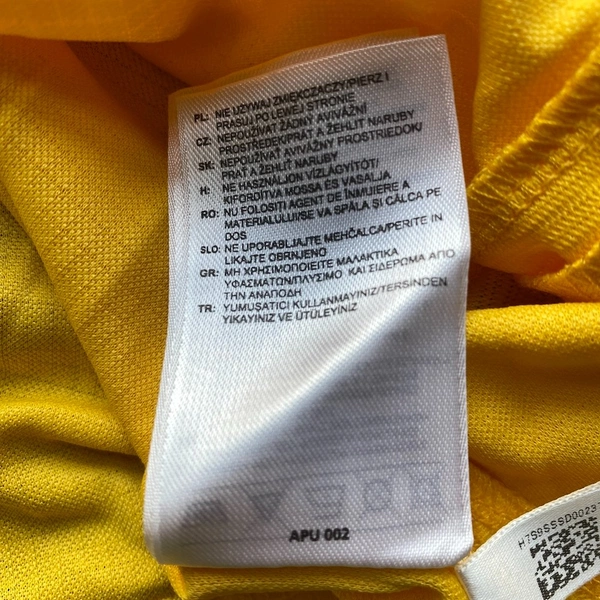 PL: NIE UŻYWAJ ZMIĘKCZACZY/PIERZ I
PRASUJ PO LEWEJ STRONIE
CZ: NEPOUŽÍVAT ŽÁDNÝ AVIVÁŽNÍ
PROSTŘEDEK/PRÁT A ŽEHLIT NARUBY
SK: NEPOUŽÍVAŤ AVIVÁŽNY PROSTRIEDOK/
PRAŤ A ŽEHLIŤ NARUBY
H: NE HASZNÁLJON VÍZLÁGYÍTÓT/
KIFORDÍTVA MOSSA ÉS VASALJA
RO: NU FOLOSIȚI AGENT DE ÎNMUIERE A
MATERIALULUI/SE VA SPĂLA ȘI CĂLCA PE
DOS
SLO: NE UPORABLJAJTE MEHČALCA/PERITE IN
LIKAJTE OBRNJENO
GR: ΜΗ ΧΡΗΣΙΜΟΠΟΙΕΙΤΕ ΜΑΛΑΚΤΙΚΑ
ΥΦΑΣΜΑΤΩΝ/ΠΛΥΣΙΜΟ ΚΑΙ ΣΙΔΕΡΩΜΑ ΑΠΟ
ΤΗΝ ΑΝΑΠΟΔΗ
TR: YUMUŞATICI KULLANMAYINIZ/TERSİNDEN
YIKAYINIZ VE ÜTÜLEYİNİZ
APU 002
H7S9SSSD00237